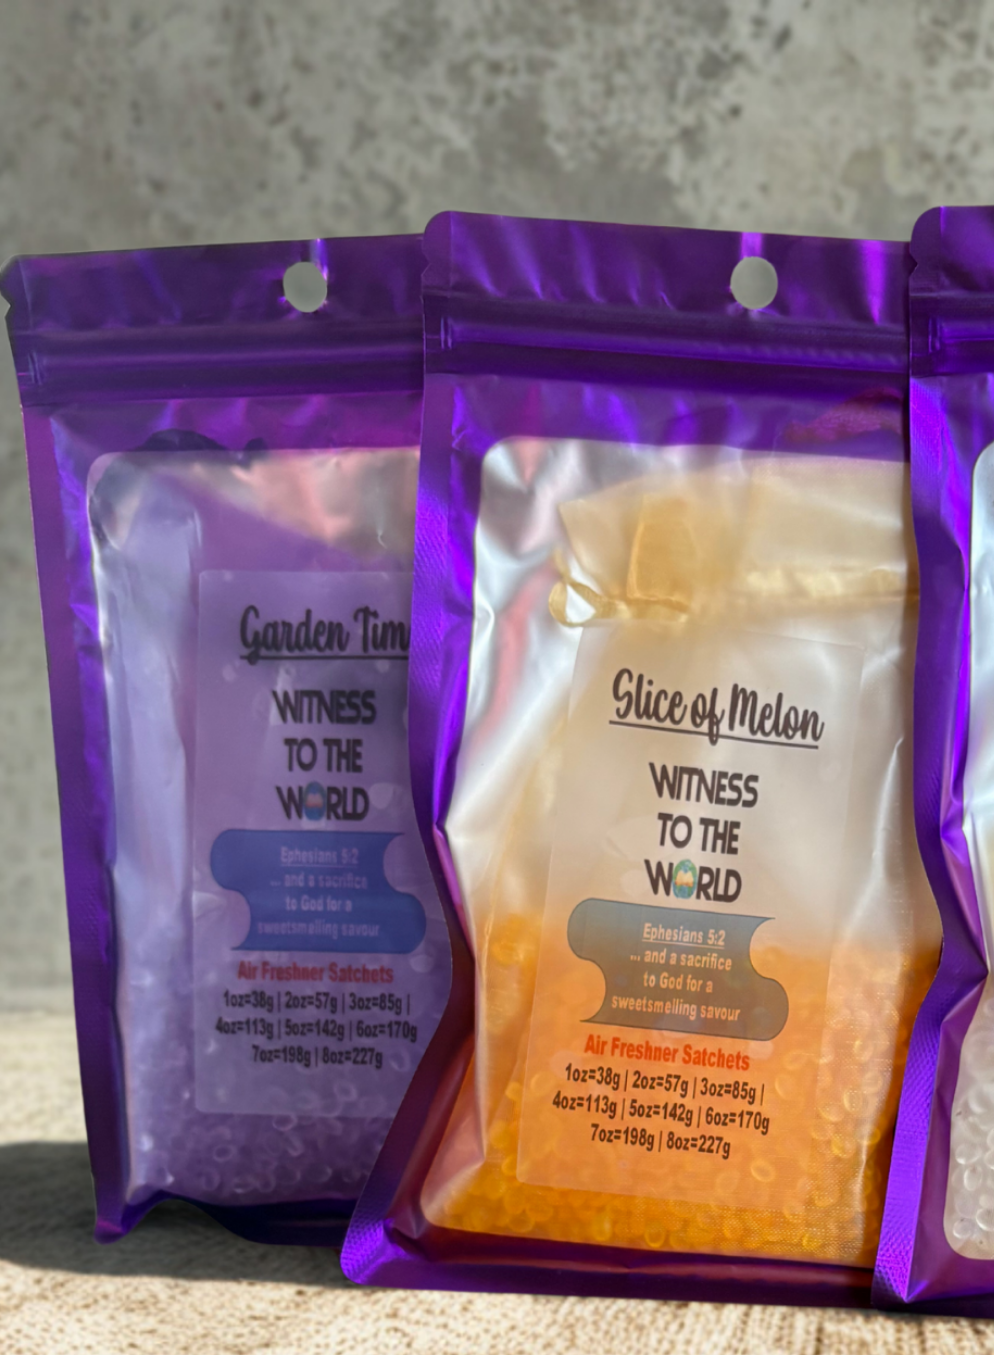 Garden Tim
WITNESS
TO THE
WORLD
Ephesians 5:2
... and a sacrifice
to God for a
sweetsmelling savour
Air Freshner Satchets
1oz=38g | 2oz=57g | 3oz=85g |
4oz=113g | 5oz=142g | 6oz=170g
7oz=198g | 8oz=227g
Slice of Melon
WITNESS
TO THE
WORLD
Ephesians 5:2
... and a sacrifice
to God for a
sweetsmelling savour
Air Freshner Satchets
1oz=38g | 2oz=57g | 3oz=85g |
4oz=113g | 5oz=142g | 6oz=170g
7oz=198g | 8oz=227g